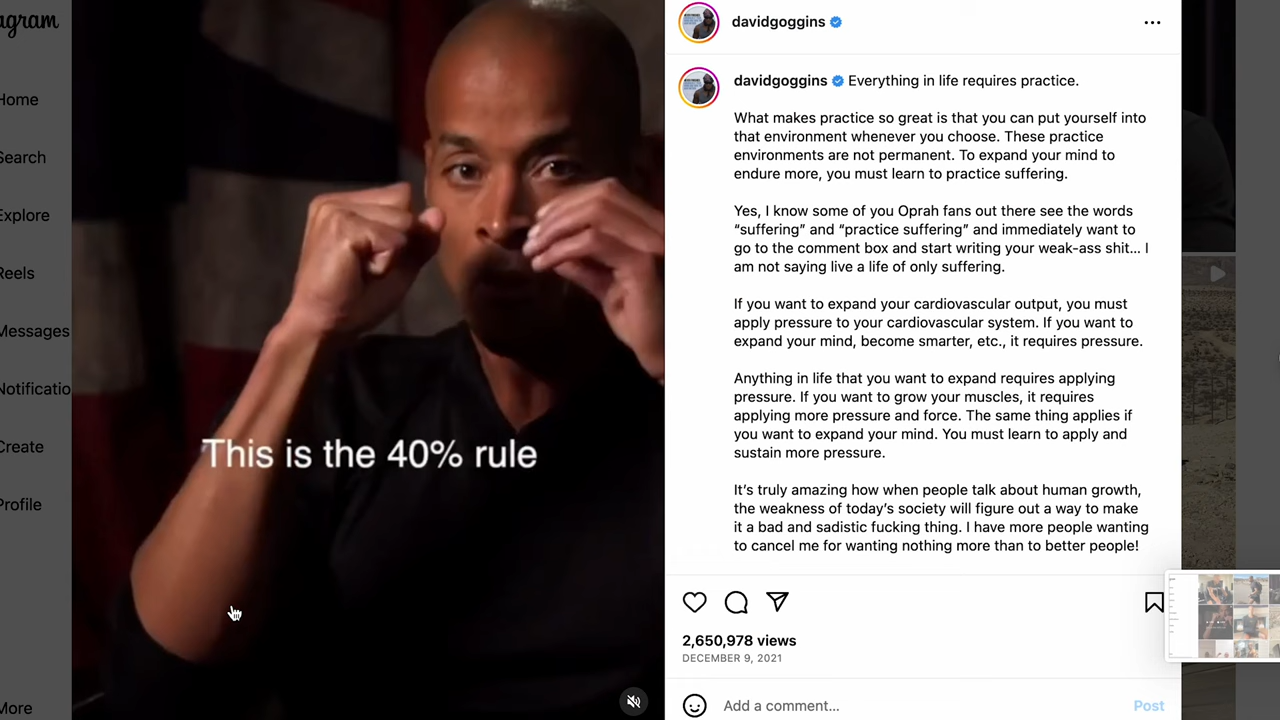 agram
Home
Search
Explore
Reels
Messages
Notificatio
Create
Profile
More
This is the 40% rule
davidgoggins
davidgoggins Everything in life requires practice.
What makes practice so great is that you can put yourself into
that environment whenever you choose. These practice
environments are not permanent. To expand your mind to
endure more, you must learn to practice suffering.
Yes, I know some of you Oprah fans out there see the words
“suffering” and “practice suffering” and immediately want to
go to the comment box and start writing your weak-ass shit... I
am not saying live a life of only suffering.
If you want to expand your cardiovascular output, you must
apply pressure to your cardiovascular system. If you want to
expand your mind, become smarter, etc., it requires pressure.
Anything in life that you want to expand requires applying
pressure. If you want to grow your muscles, it requires
applying more pressure and force. The same thing applies if
you want to expand your mind. You must learn to apply and
sustain more pressure.
It’s truly amazing how when people talk about human growth,
the weakness of today’s society will figure out a way to make
it a bad and sadistic fucking thing. I have more people wanting
to cancel me for wanting nothing more than to better people!
2,650,978 views
DECEMBER 9, 2021
Add a comment...
Post